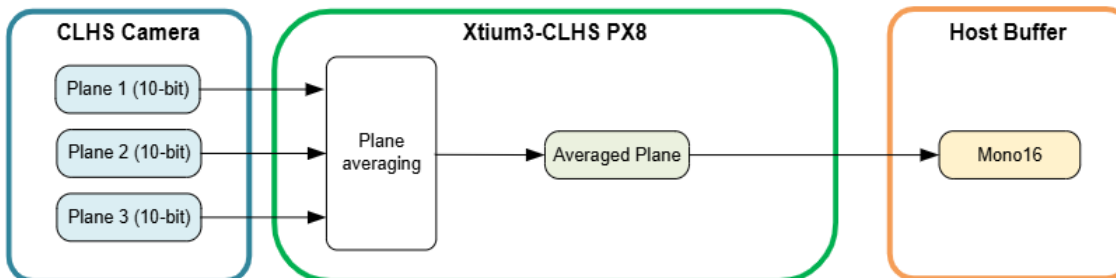 CLHS Camera
Xtium3-CLHS PX8
Host Buffer
Plane 1 (10-bit)
Plane 2 (10-bit)
Plane 3 (10-bit)
Plane
averaging
Averaged Plane
Mono16